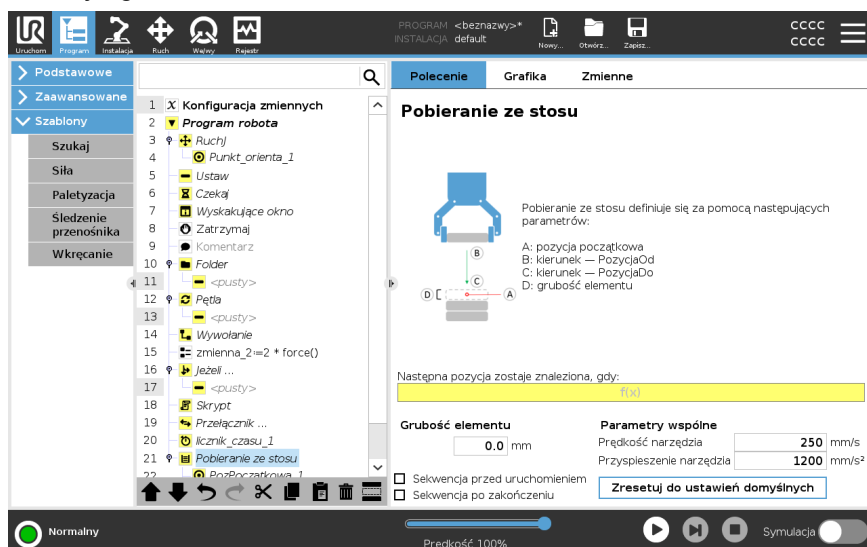 PROGRAM <beznazwy>*
INSTALACJA default
Uruchom
Program
Instalacja
Ruch
We/wy
Rejestr
Nowy...
Otwórz...
Zapisz...
CCCC
CCCC
Podstawowe
Zaawansowane
Szablony
Szukaj
Siła
Paletyzacja
Śledzenie
przenośnika
Wkręcanie
1 X Konfiguracja zmiennych
2 Program robota
3 RuchJ
4 Punkt_orienta_1
5 Ustaw
6 Czekaj
7 Wyskakujące okno
8 Zatrzymaj
9 Komentarz
10 Folder
11 <pusty>
12 Pętla
13 <pusty>
14 Wywołanie
15 zmienna_2:=2 * force()
16 Jeżeli ...
17 <pusty>
18 Skrypt
19 Przełącznik ...
20 licznik_czasu_1
21 Pobieranie ze stosu
22 PozPoczątkowa_1
Polecenie
Grafika
Zmienne
Pobieranie ze stosu
B
C
D
A
Pobieranie ze stosu definiuje się za pomocą następujących
parametrów:
A: pozycja początkowa
B: kierunek — PozycjaOd
C: kierunek — PozycjaDo
D: grubość elementu
Następna pozycja zostaje znaleziona, gdy:
f(x)
Grubość elementu
0.0 mm
Sekwencja przed uruchomieniem
Sekwencja po zakończeniu
Parametry wspólne
Prędkość narzędzia 250 mm/s
Przyspieszenie narzędzia 1200 mm/s²
Zresetuj do ustawień domyślnych
Normalny
Prędkość 100%
Symulacja